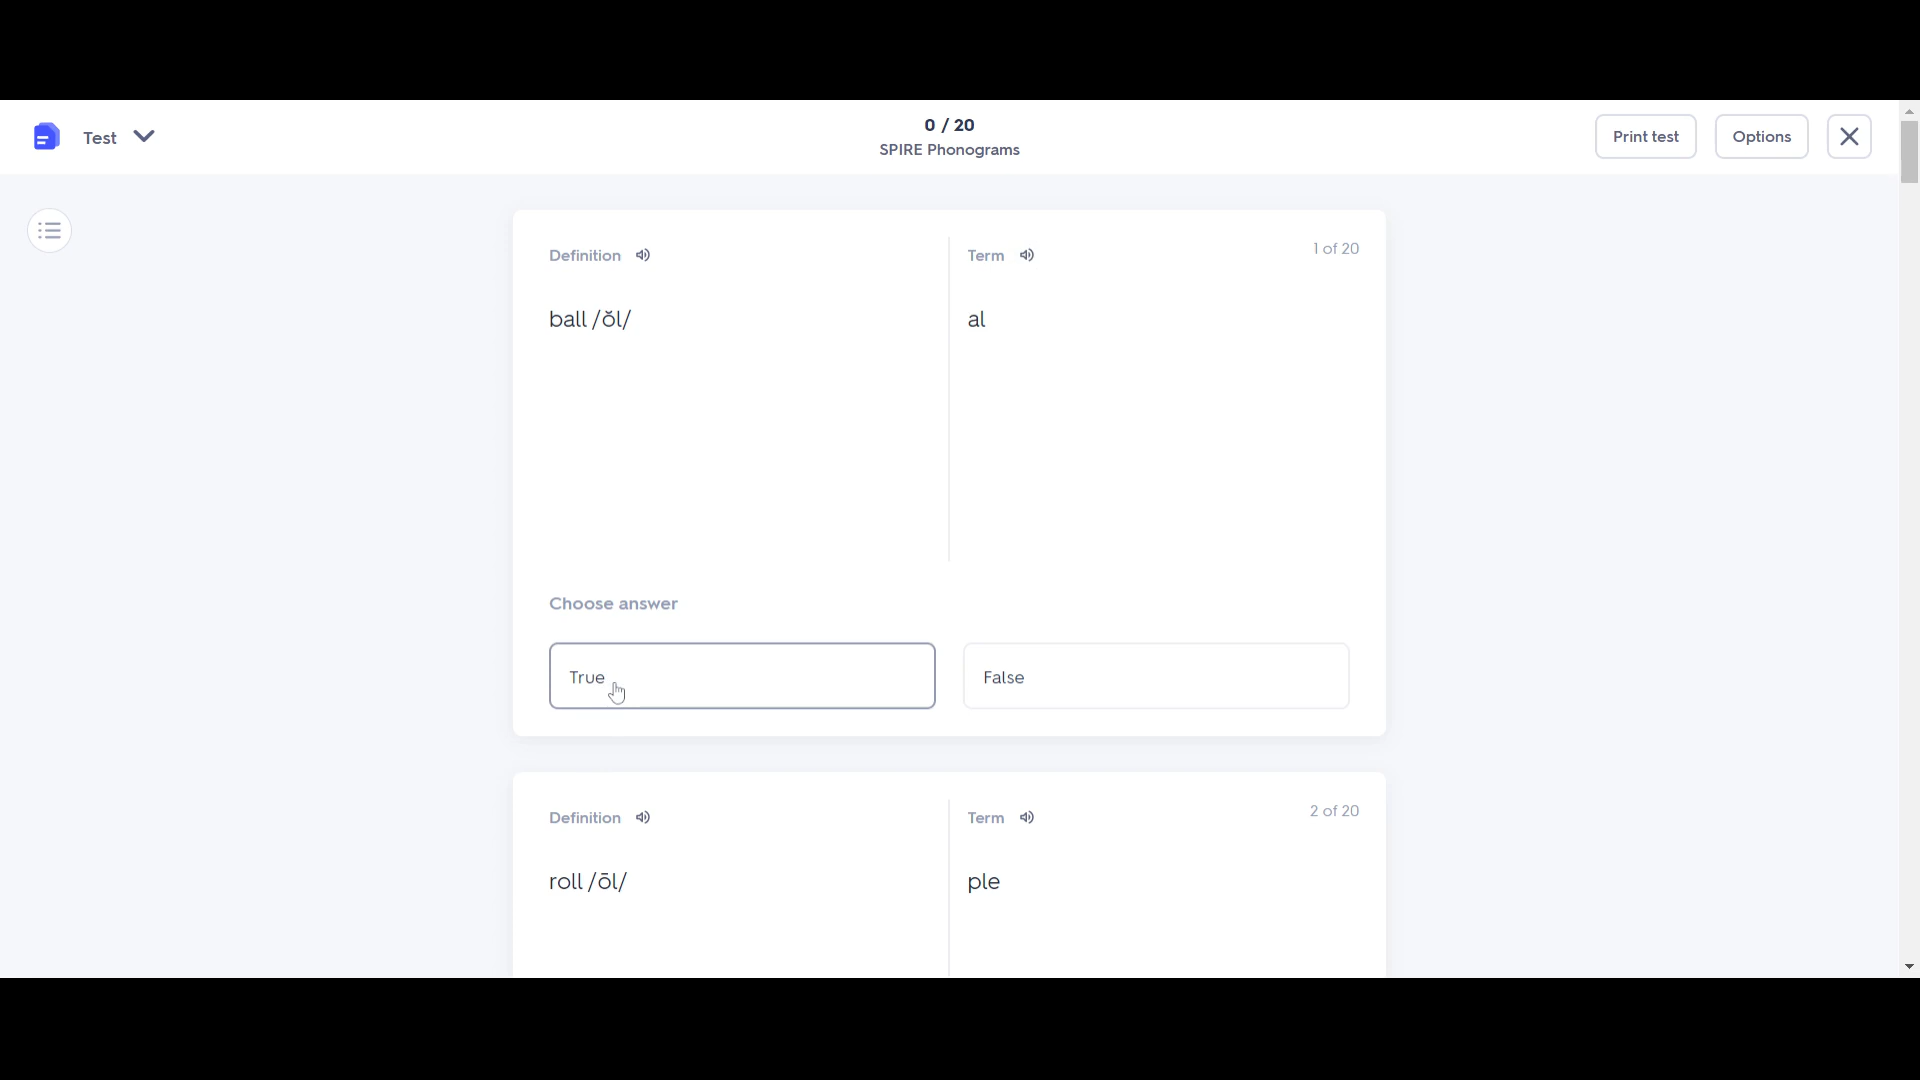 Test
0 / 20
SPIRE Phonograms
Print test
Options
Definition
Term
1 of 20
ball /ŏl/
al
Choose answer
True
False
Definition
Term
2 of 20
roll /ōl/
ple